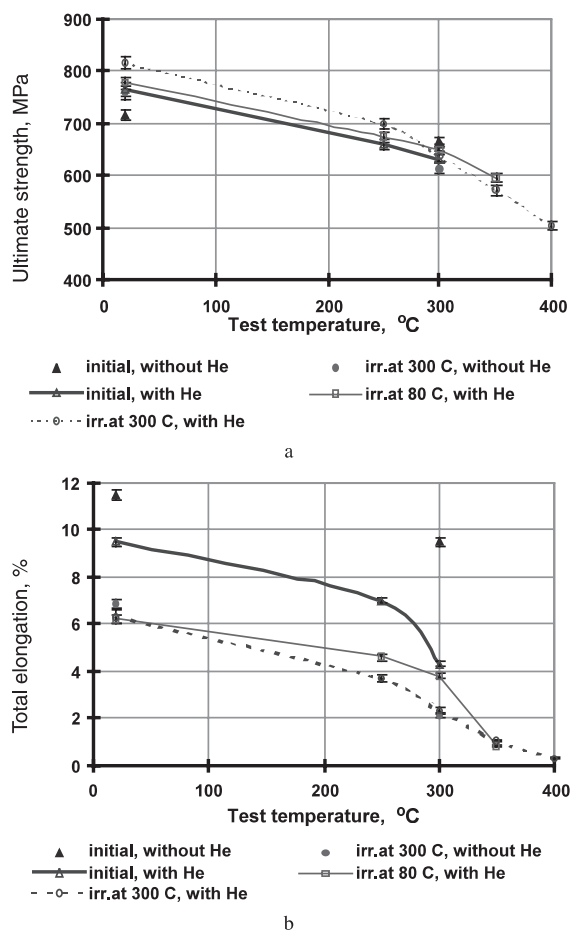 900
800
700
600
500
400
Ultimate strength, MPa
0 100 200 300 400
Test temperature, °C
initial, without He irr.at 300 C, without He
initial, with He irr.at 80 C, with He
irr.at 300 C, with He
a
12
10
8
6
4
2
0
Total elongation, %
0 100 200 300 400
Test temperature, °C
initial, without He irr.at 300 C, without He
initial, with He irr.at 80 C, with He
irr.at 300 C, with He
b